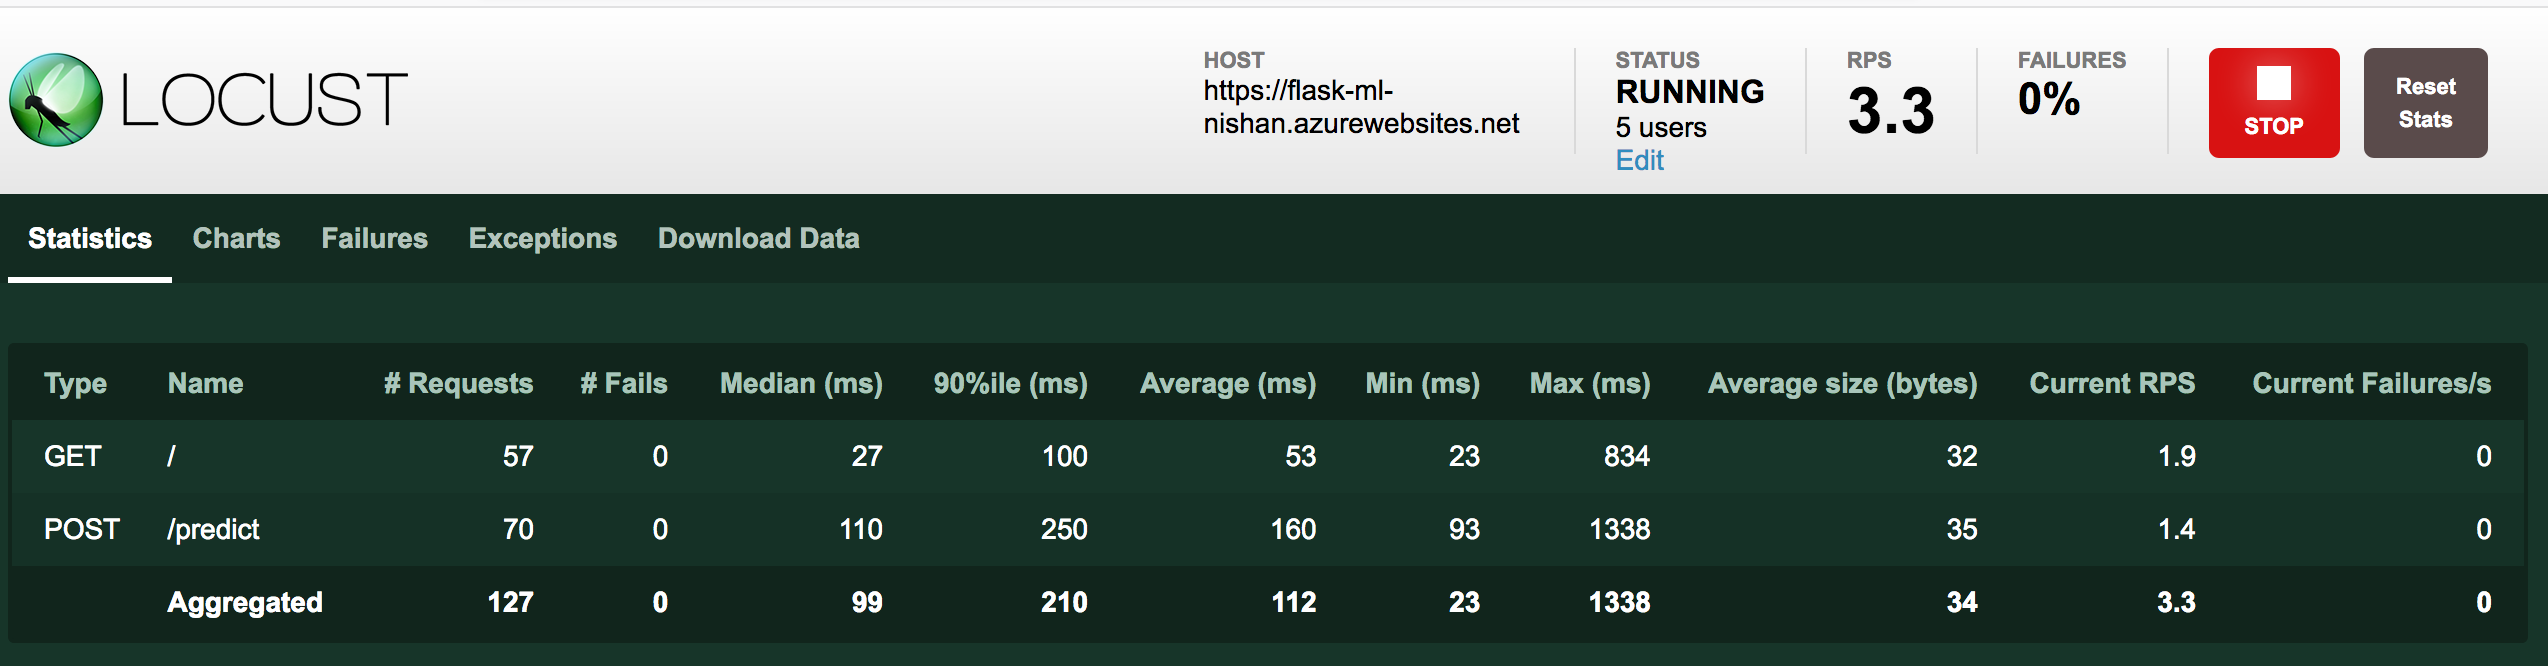 LOCUST
HOST
https://flask-ml-
nishan.azurewebsites.net
STATUS
RUNNING
5 users
Edit
RPS
3.3
FAILURES
0%
STOP
Reset
Stats
Statistics Charts Failures Exceptions Download Data
Type Name # Requests # Fails Median (ms) 90%ile (ms) Average (ms) Min (ms) Max (ms) Average size (bytes) Current RPS Current Failures/s
GET / 57 0 27 100 53 23 834 32 1.9 0
POST /predict 70 0 110 250 160 93 1338 35 1.4 0
Aggregated 127 0 99 210 112 23 1338 34 3.3 0